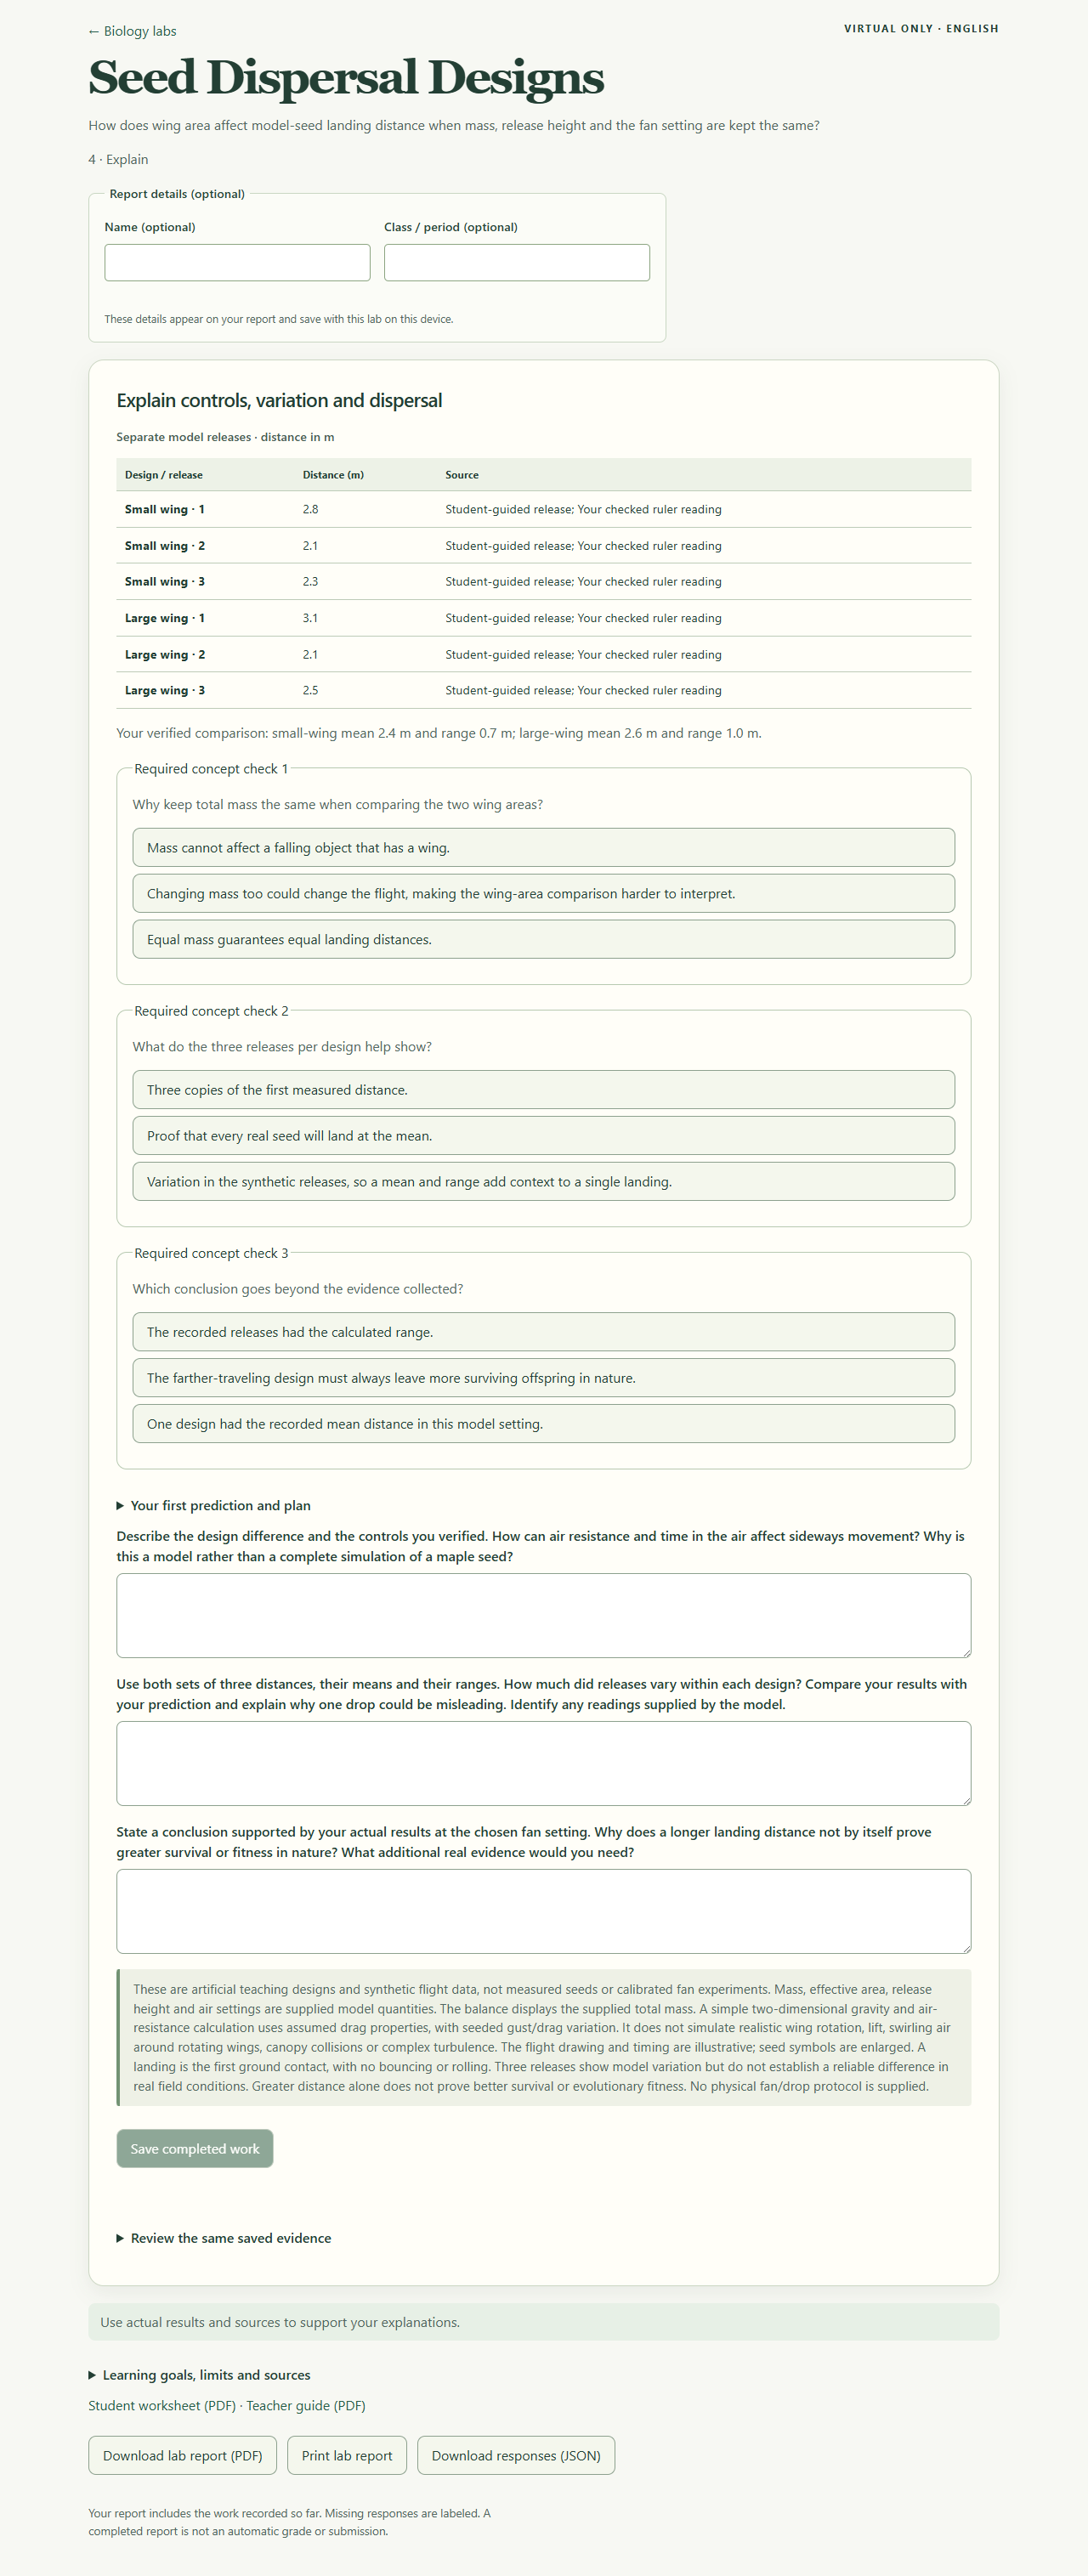 ← Biology labs
VIRTUAL ONLY · ENGLISH
Seed Dispersal Designs
How does wing area affect model-seed landing distance when mass, release height and the fan setting are kept the same?
4 · Explain
Report details (optional)
Name (optional)
Class / period (optional)
These details appear on your report and save with this lab on this device.
Explain controls, variation and dispersal
Separate model releases · distance in m
Design / release Distance (m) Source
Small wing · 1 2.8 Student-guided release; Your checked ruler reading
Small wing · 2 2.1 Student-guided release; Your checked ruler reading
Small wing · 3 2.3 Student-guided release; Your checked ruler reading
Large wing · 1 3.1 Student-guided release; Your checked ruler reading
Large wing · 2 2.1 Student-guided release; Your checked ruler reading
Large wing · 3 2.5 Student-guided release; Your checked ruler reading
Your verified comparison: small-wing mean 2.4 m and range 0.7 m; large-wing mean 2.6 m and range 1.0 m.
Required concept check 1
Why keep total mass the same when comparing the two wing areas?
Mass cannot affect a falling object that has a wing.
Changing mass too could change the flight, making the wing-area comparison harder to interpret.
Equal mass guarantees equal landing distances.
Required concept check 2
What do the three releases per design help show?
Three copies of the first measured distance.
Proof that every real seed will land at the mean.
Variation in the synthetic releases, so a mean and range add context to a single landing.
Required concept check 3
Which conclusion goes beyond the evidence collected?
The recorded releases had the calculated range.
The farther-traveling design must always leave more surviving offspring in nature.
One design had the recorded mean distance in this model setting.
▶ Your first prediction and plan
Describe the design difference and the controls you verified. How can air resistance and time in the air affect sideways movement? Why is
this a model rather than a complete simulation of a maple seed?
Use both sets of three distances, their means and their ranges. How much did releases vary within each design? Compare your results with
your prediction and explain why one drop could be misleading. Identify any readings supplied by the model.
State a conclusion supported by your actual results at the chosen fan setting. Why does a longer landing distance not by itself prove
greater survival or fitness in nature? What additional real evidence would you need?
These are artificial teaching designs and synthetic flight data, not measured seeds or calibrated fan experiments. Mass, effective area, release
height and air settings are supplied model quantities. The balance displays the supplied total mass. A simple two-dimensional gravity and air-
resistance calculation uses assumed drag properties, with seeded gust/drag variation. It does not simulate realistic wing rotation, lift, swirling air
around rotating wings, canopy collisions or complex turbulence. The flight drawing and timing are illustrative; seed symbols are enlarged. A
landing is the first ground contact, with no bouncing or rolling. Three releases show model variation but do not establish a reliable difference in
real field conditions. Greater distance alone does not prove better survival or evolutionary fitness. No physical fan/drop protocol is supplied.
Save completed work
▶ Review the same saved evidence
Use actual results and sources to support your explanations.
▶ Learning goals, limits and sources
Student worksheet (PDF) · Teacher guide (PDF)
Download lab report (PDF)
Print lab report
Download responses (JSON)
Your report includes the work recorded so far. Missing responses are labeled. A
completed report is not an automatic grade or submission.